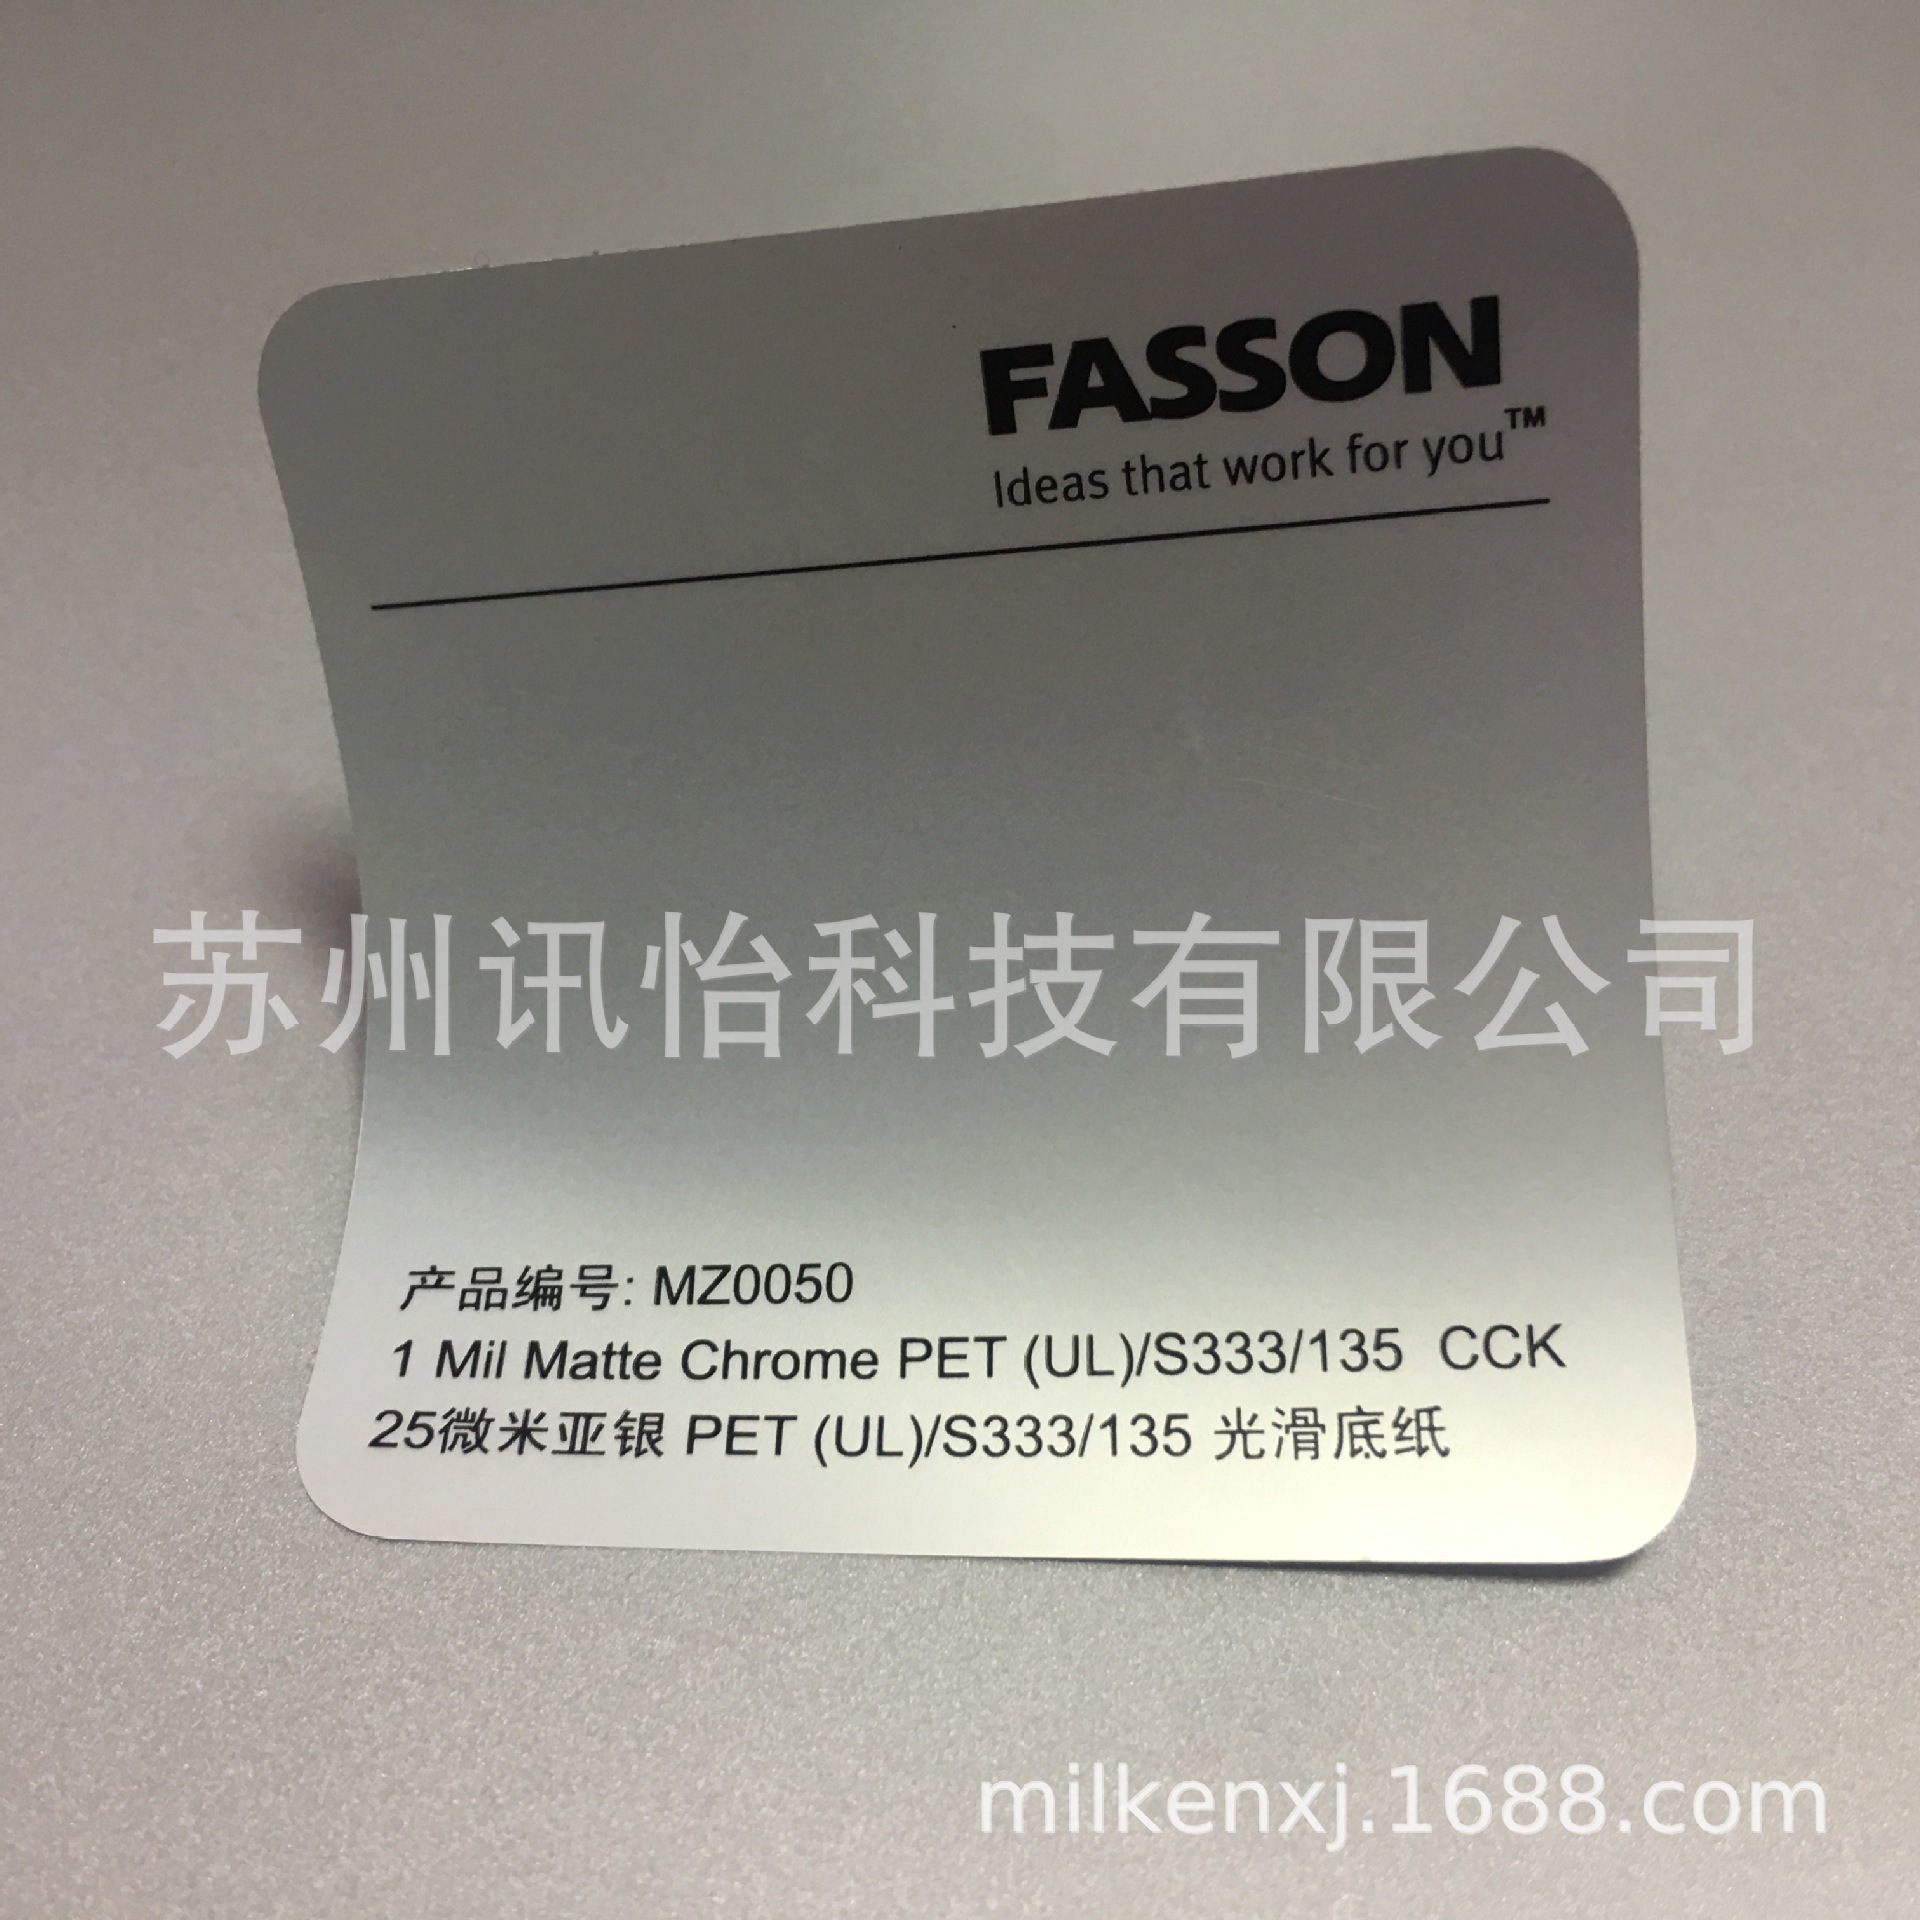 FASSON
Ideas that work for you™
苏州讯怡科技有限公司
产品编号: MZ0050
1 Mil Matte Chrome PET (UL)/S333/135 CCK
25微米亚银 PET (UL)/S333/135 光滑底纸
milkenxj.1688.com